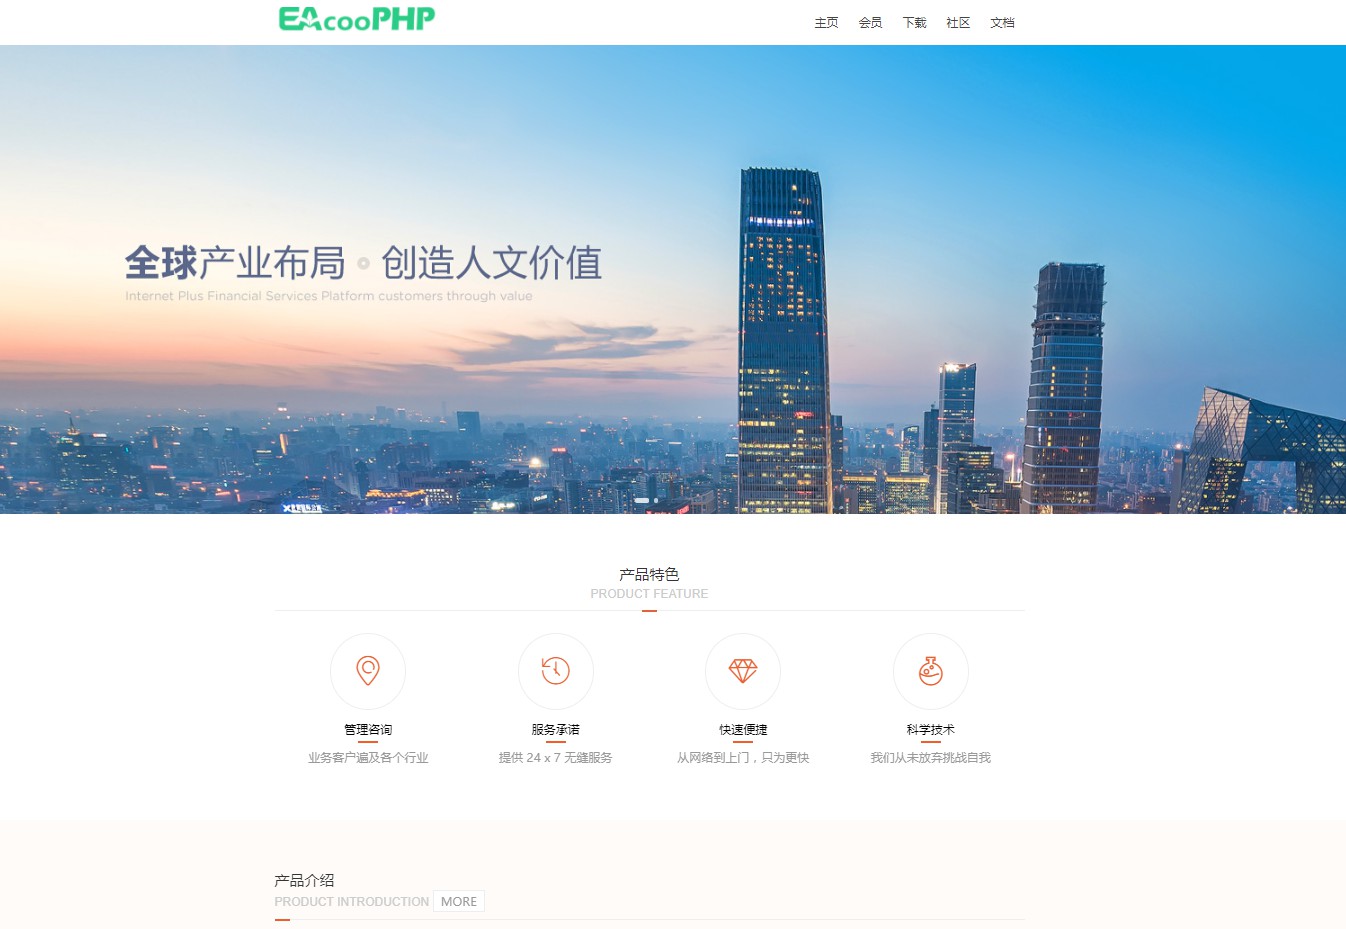 EAcooPHP
主页 会员 下载 社区 文档
全球产业布局 创造人文价值
Internet Plus Financial Services Platform customers through value
产品特色
PRODUCT FEATURE
管理咨询 服务承诺 快速便捷 科学技术
业务客户遍及各个行业 提供 24 x 7 无缝服务 从网络到上门，只为更快 我们从未放弃挑战自我
产品介绍
PRODUCT INTRODUCTION MORE